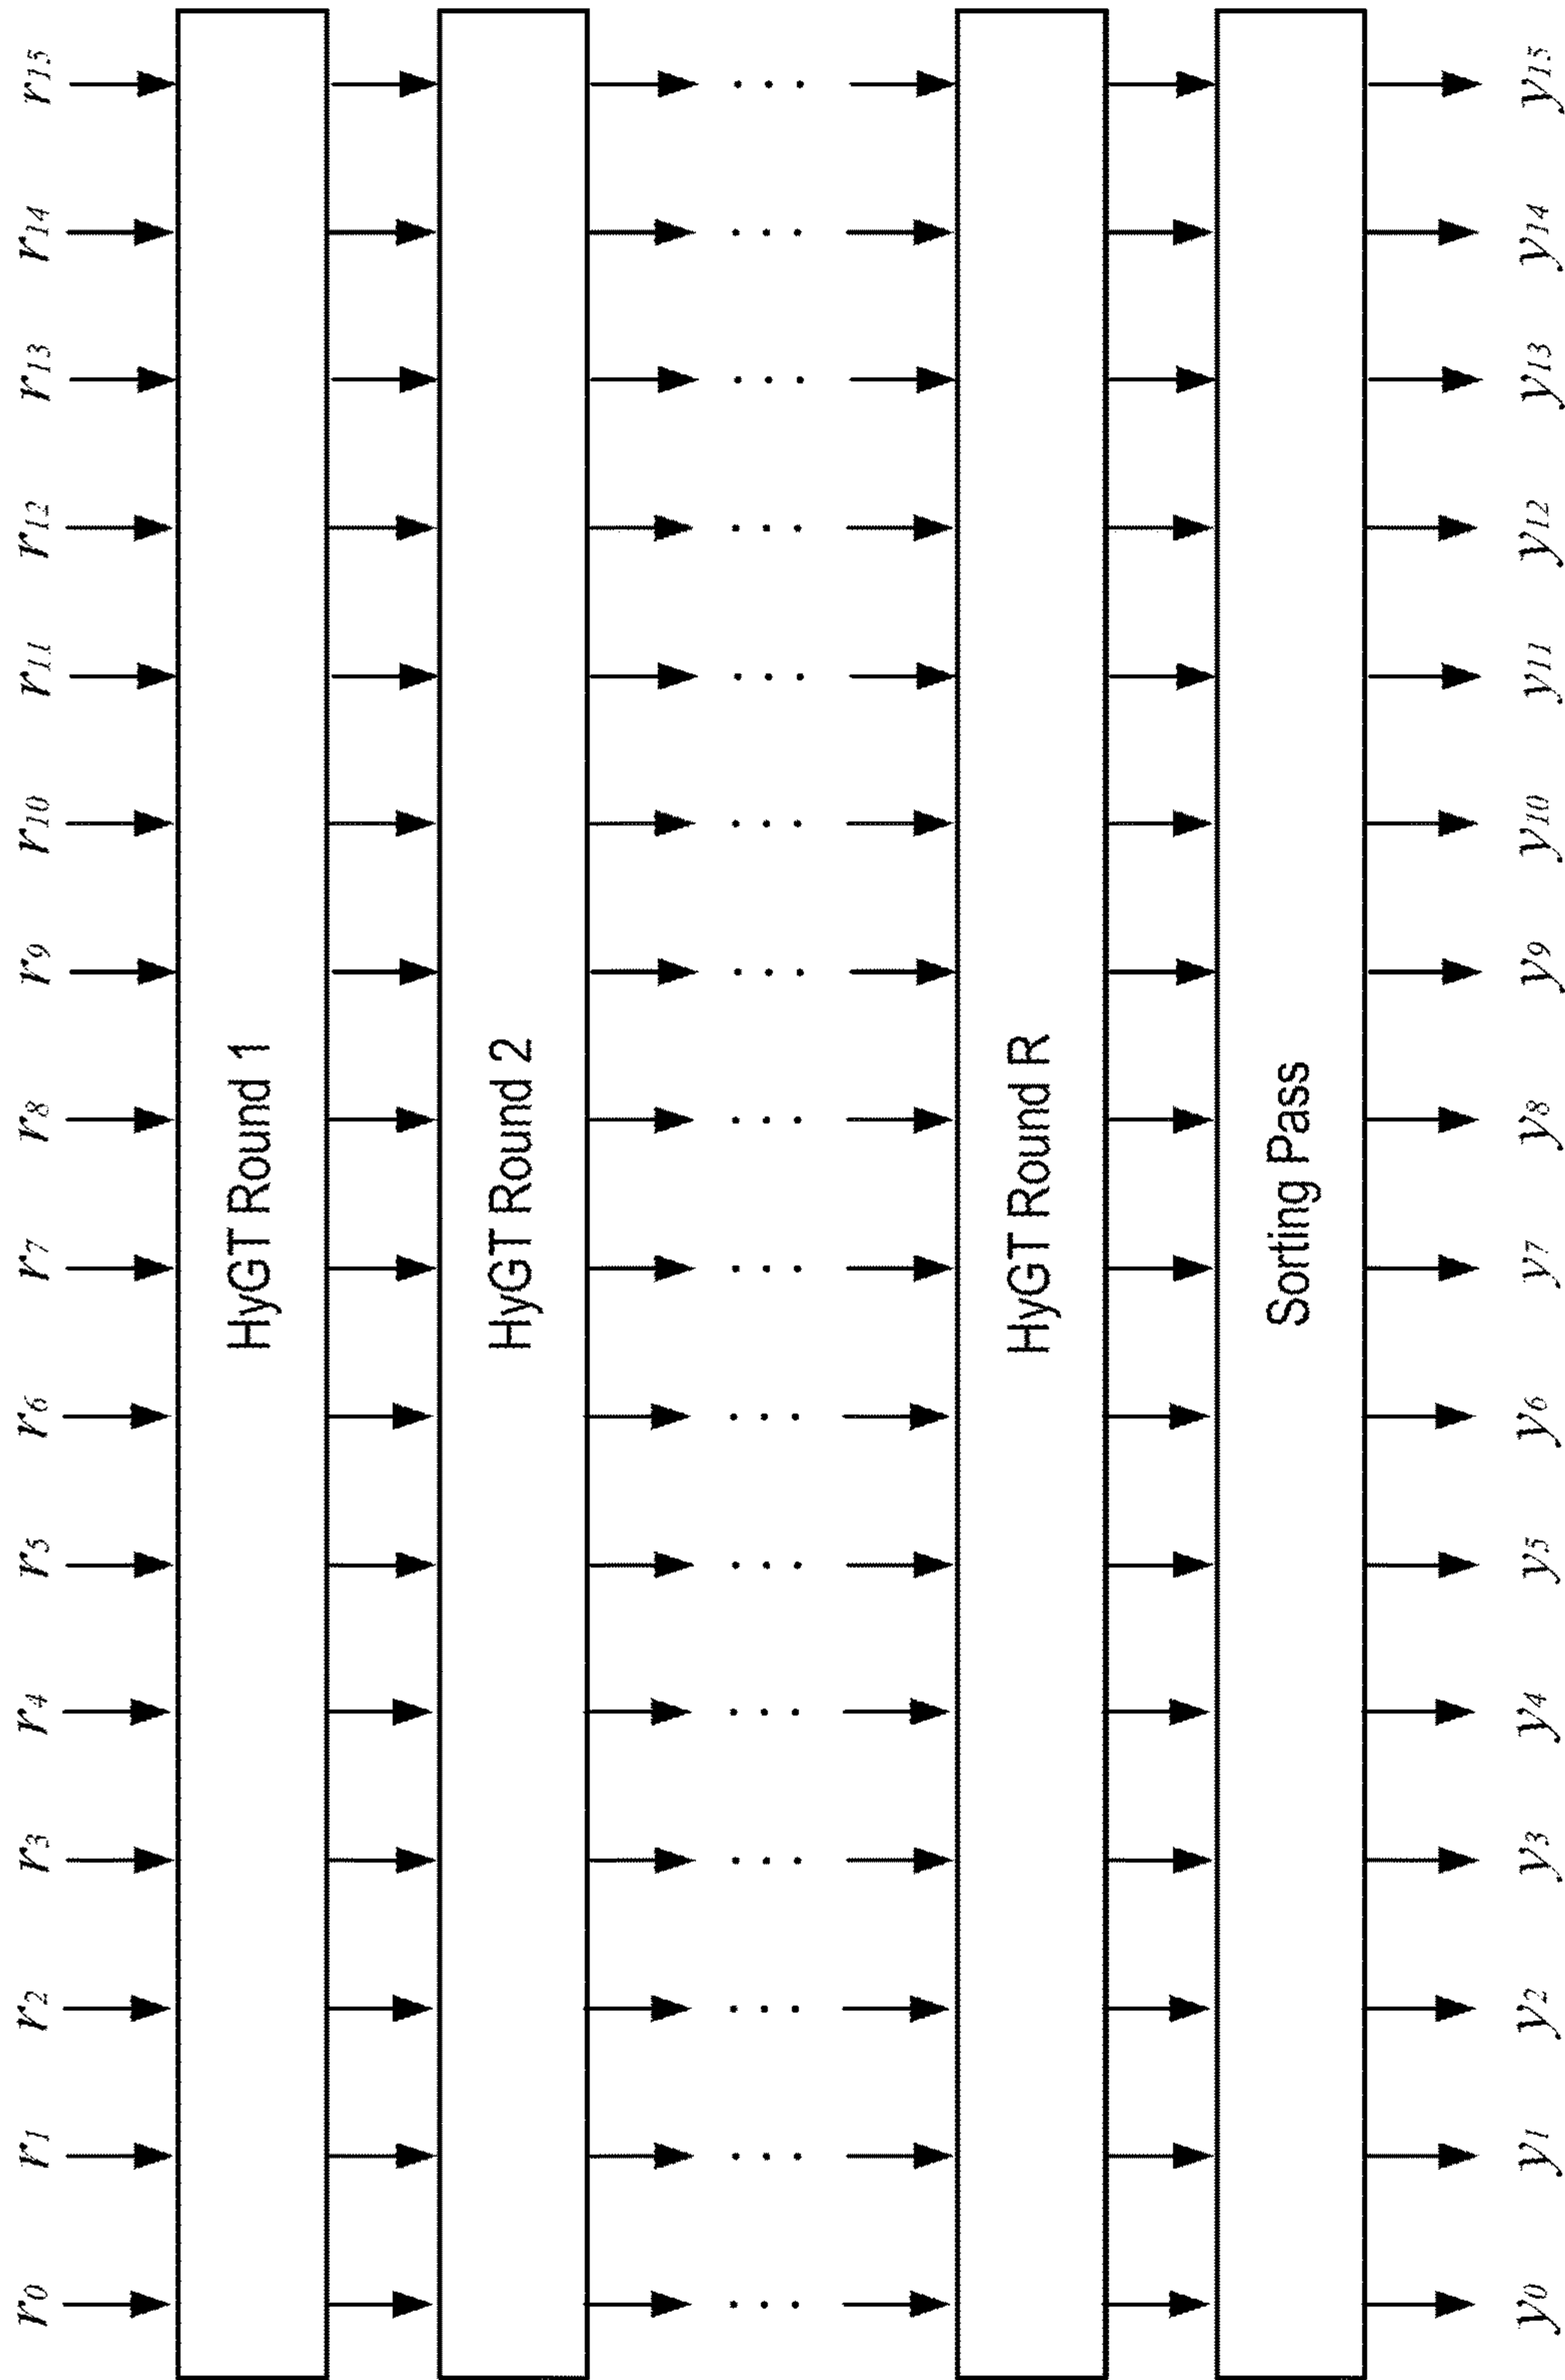 r0 r1 r2 r3 r4 r5 r6 r7 r8 r9 r10 r11 r12 r13 r14 r15
HyGT Round 1
HyGT Round 2
. . .
HyGT Round R
Sorting Pass
y0 y1 y2 y3 y4 y5 y6 y7 y8 y9 y10 y11 y12 y13 y14 y15